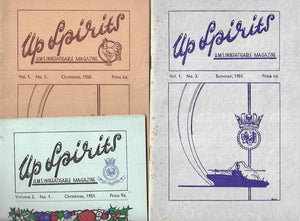 Up Spirits
H.M.S. INDEFATIGABLE MAGAZINE
Vol. 1. No. 1. Christmas, 1950. Price 6d.
Up Spirits
H.M.S. INDEFATIGABLE MAGAZINE
Vol. 1. No. 3. Summer, 1951. Price 6d.
Up Spirits
H.M.S. INDEFATIGABLE MAGAZINE
Volume 2. No. 1. Christmas, 1951. Price 9d.